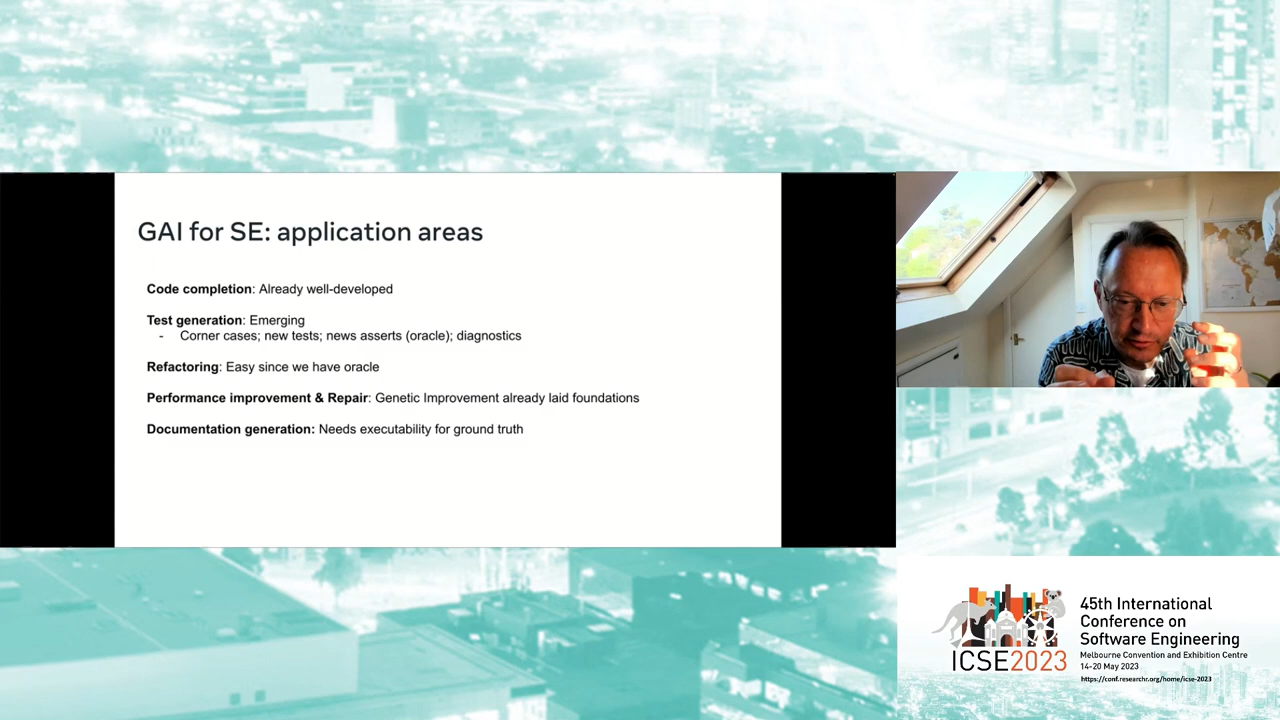 GAI for SE: application areas
Code completion: Already well-developed
Test generation: Emerging
- Corner cases; new tests; news asserts (oracle); diagnostics
Refactoring: Easy since we have oracle
Performance improvement & Repair: Genetic Improvement already laid foundations
Documentation generation: Needs executability for ground truth
ICSE2023
45th International
Conference on
Software Engineering
Melbourne Convention and Exhibition Centre
14-20 May 2023
https://conf.researchr.org/home/icse-2023